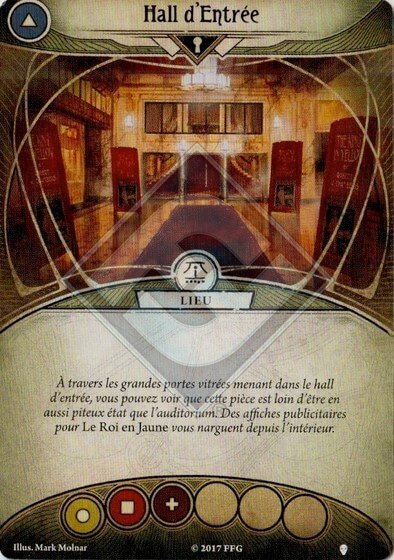 Hall d'Entrée
LIEU
À travers les grandes portes vitrées menant dans le hall
d'entrée, vous pouvez voir que cette pièce est loin d'être en
aussi piteux état que l'auditorium. Des affiches publicitaires
pour Le Roi en Jaune vous narguent depuis l'intérieur.
Illus. Mark Molnar
© 2017 FFG